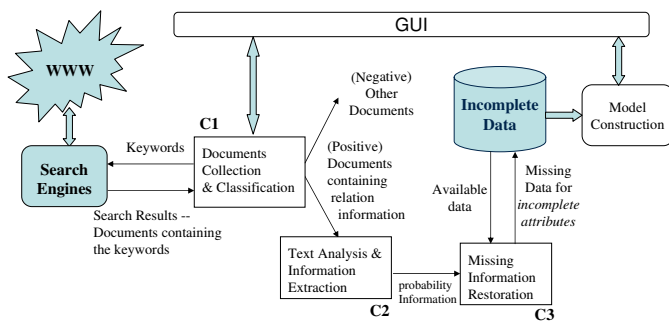 GUI
WWW
(Negative)
Other
Documents
Incomplete
Data
Model
Construction
C1
Keywords
Documents
Collection
& Classification
(Positive)
Documents
containing
relation
information
Search
Engines
Available
data
Missing
Data for
incomplete
attributes
Search Results --
Documents containing
the keywords
Text Analysis &
Information
Extraction
probability
Information
Missing
Information
Restoration
C2
C3